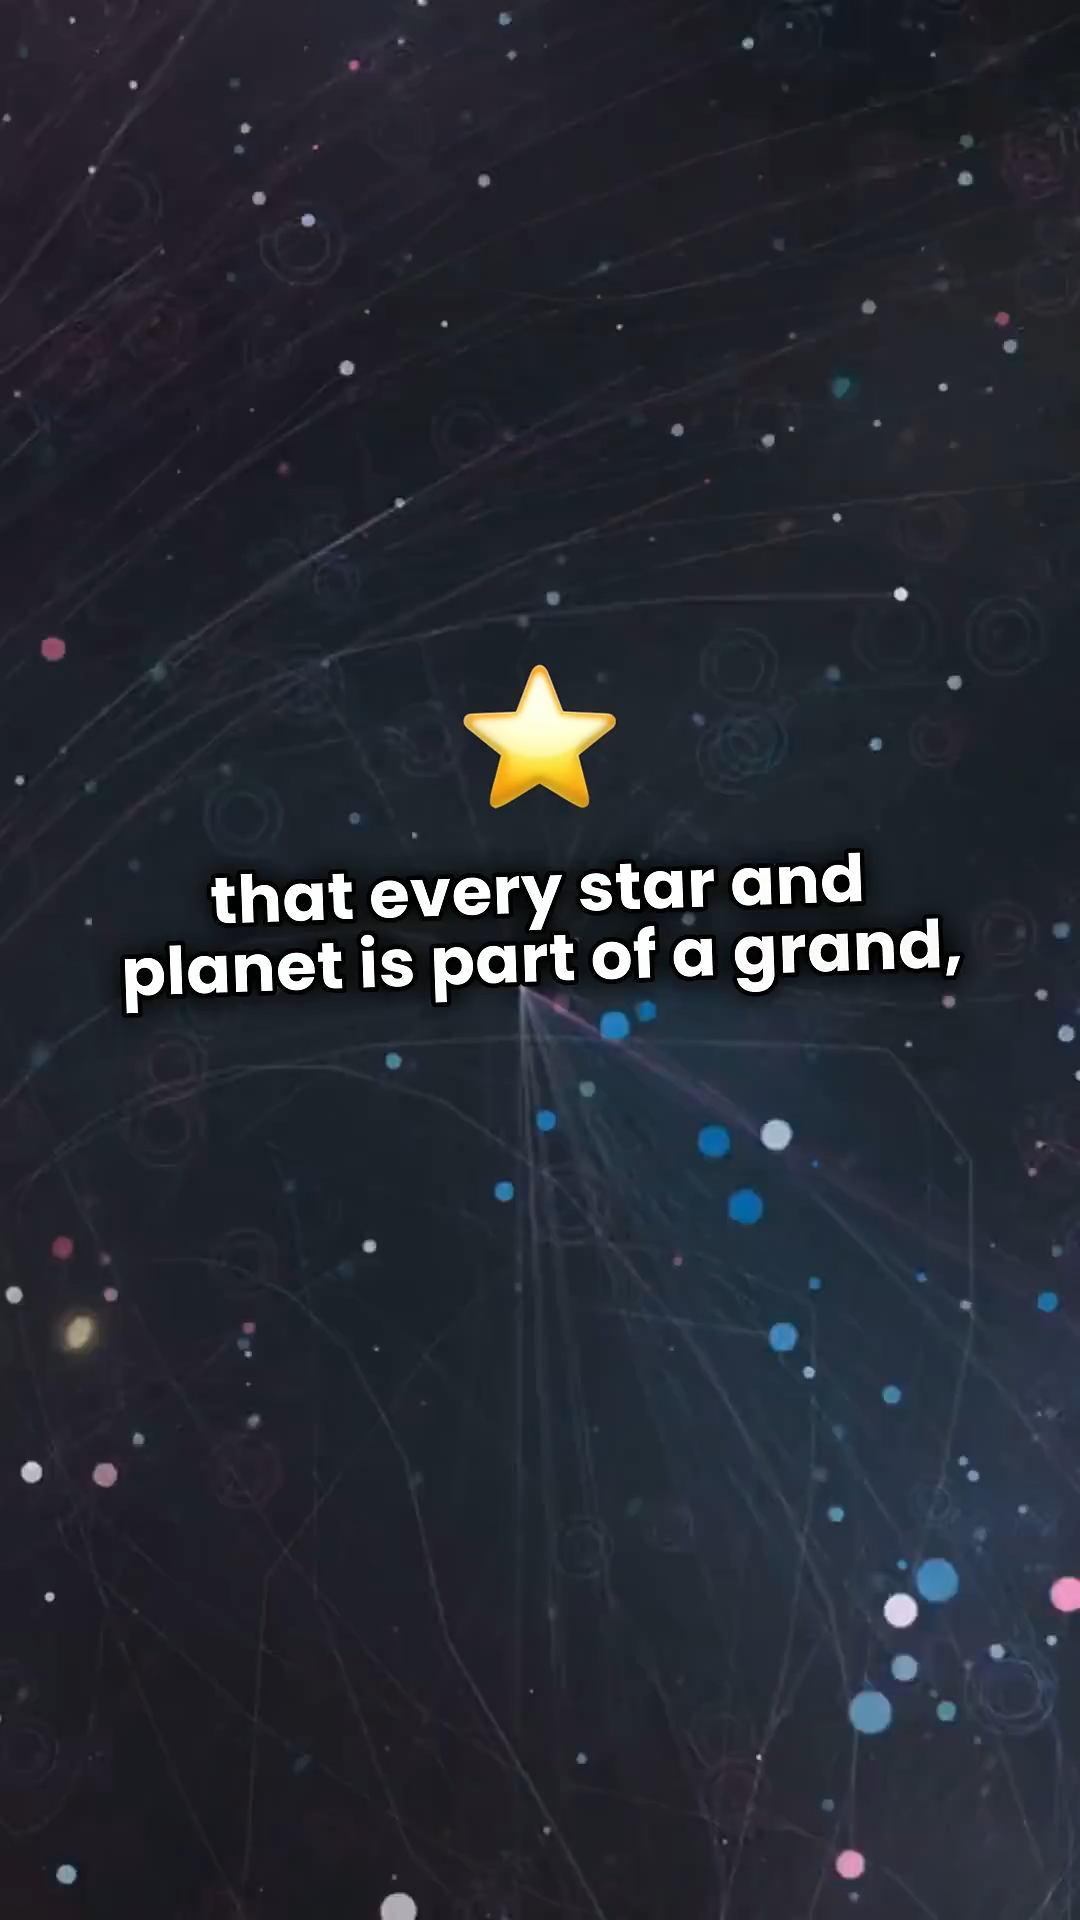 that every star and
planet is part of a grand,